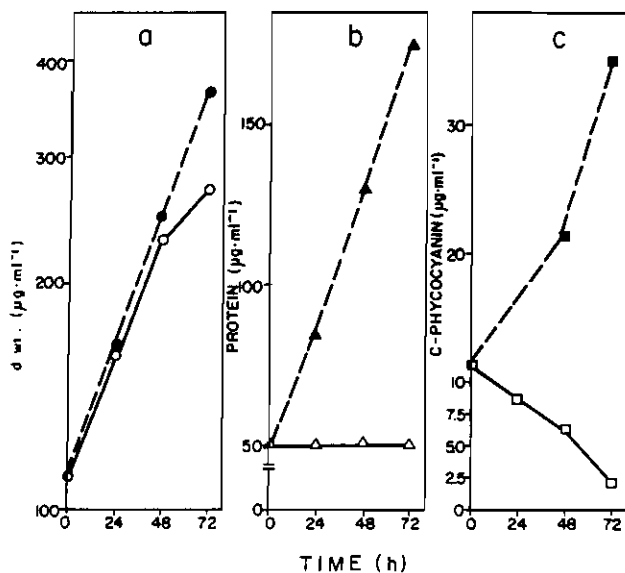 a b c
d wt. (µg·ml⁻¹)
400
300
200
100
0 24 48 72
PROTEIN (µg·ml⁻¹)
150
100
50
0
0 24 48 72
C-PHYCOCYANIN (µg·ml⁻¹)
30
20
10
7.5
5.0
2.5
0
0 24 48 72
TIME (h)